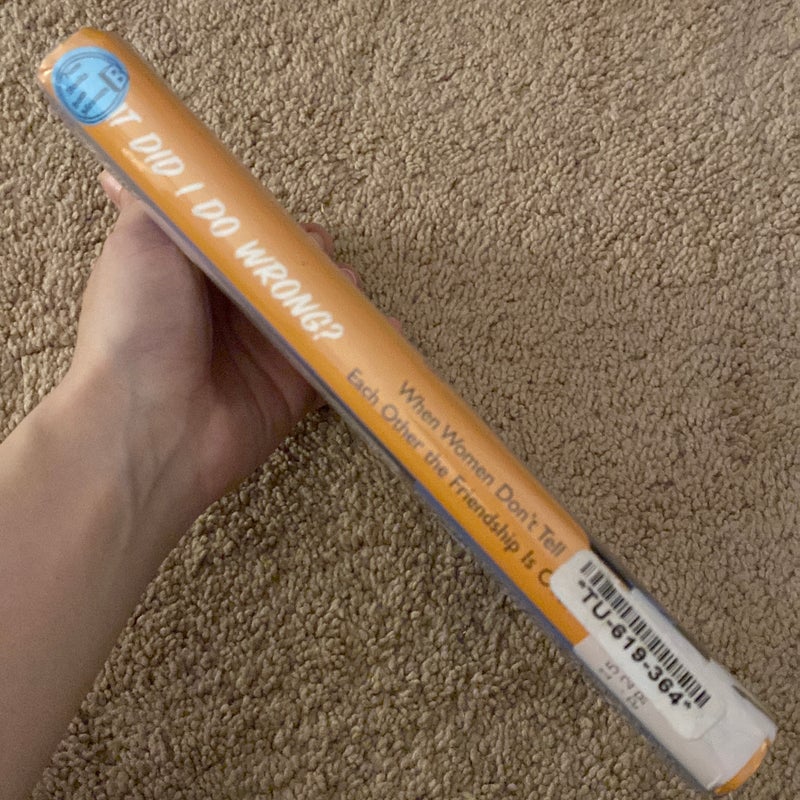 T DID I DO WRONG?
When Women Don't Tell
Each Other the Friendship Is
*TU-619-364*